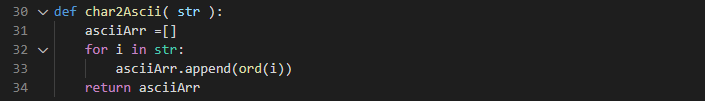 30 def char2Ascii( str ):
31     asciiArr =[]
32     for i in str:
33         asciiArr.append(ord(i))
34     return asciiArr